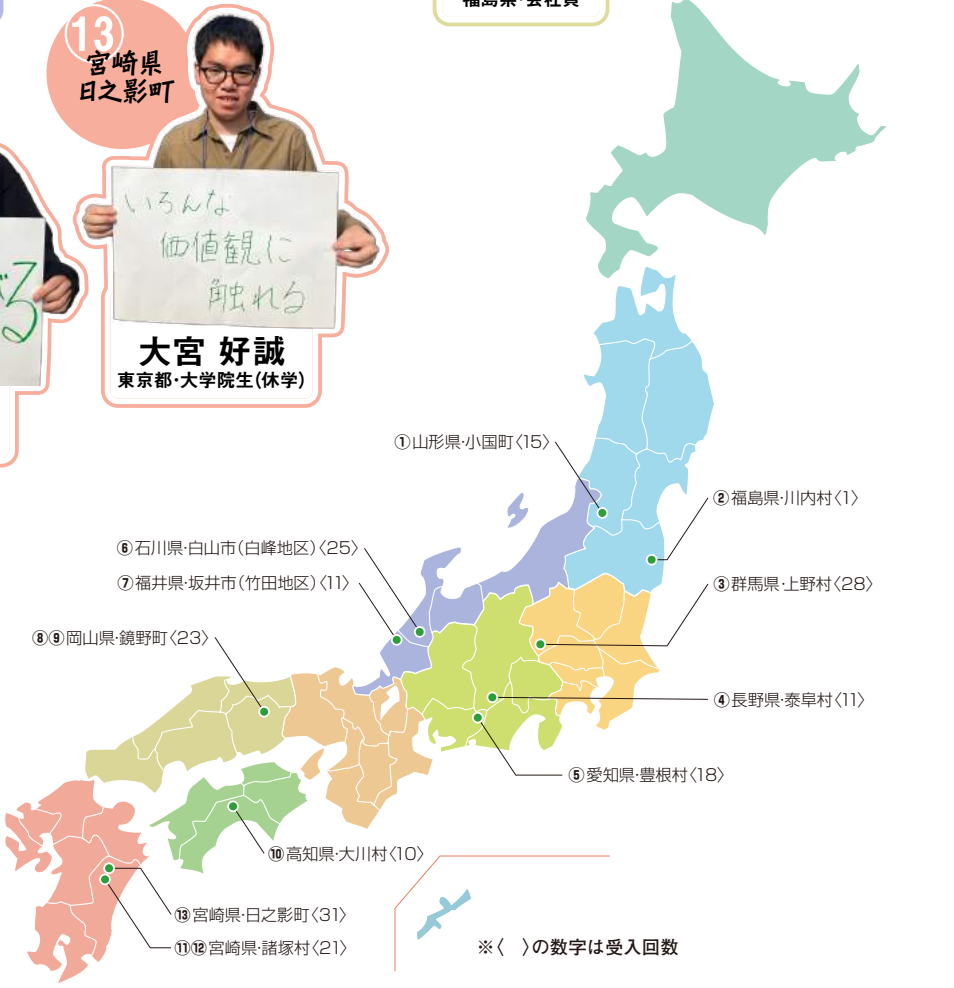 福島県・会社員
⑬
宮崎県
日之影町
いろんな
価値観に
触れる
る
大宮 好誠
東京都・大学院生(休学)
①山形県・小国町〈15〉
②福島県・川内村〈1〉
⑥石川県・白山市(白峰地区)〈25〉
⑦福井県・坂井市(竹田地区)〈11〉
③群馬県・上野村〈28〉
⑧⑨岡山県・鏡野町〈23〉
④長野県・泰阜村〈11〉
⑤愛知県・豊根村〈18〉
⑩高知県・大川村〈10〉
⑬宮崎県・日之影町〈31〉
⑪⑫宮崎県・諸塚村〈21〉
※〈 〉の数字は受入回数